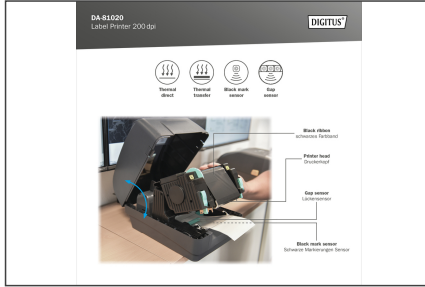 DA-81020
Label Printer 200 dpi
DIGITUS®
Thermal direct
Thermal transfer
Black mark sensor
Gap sensor
Black ribbon
schwarzes Farbband
Printer head
Druckerkopf
Gap sensor
Lückensensor
Black mark sensor
Schwarze Markierungen Sensor